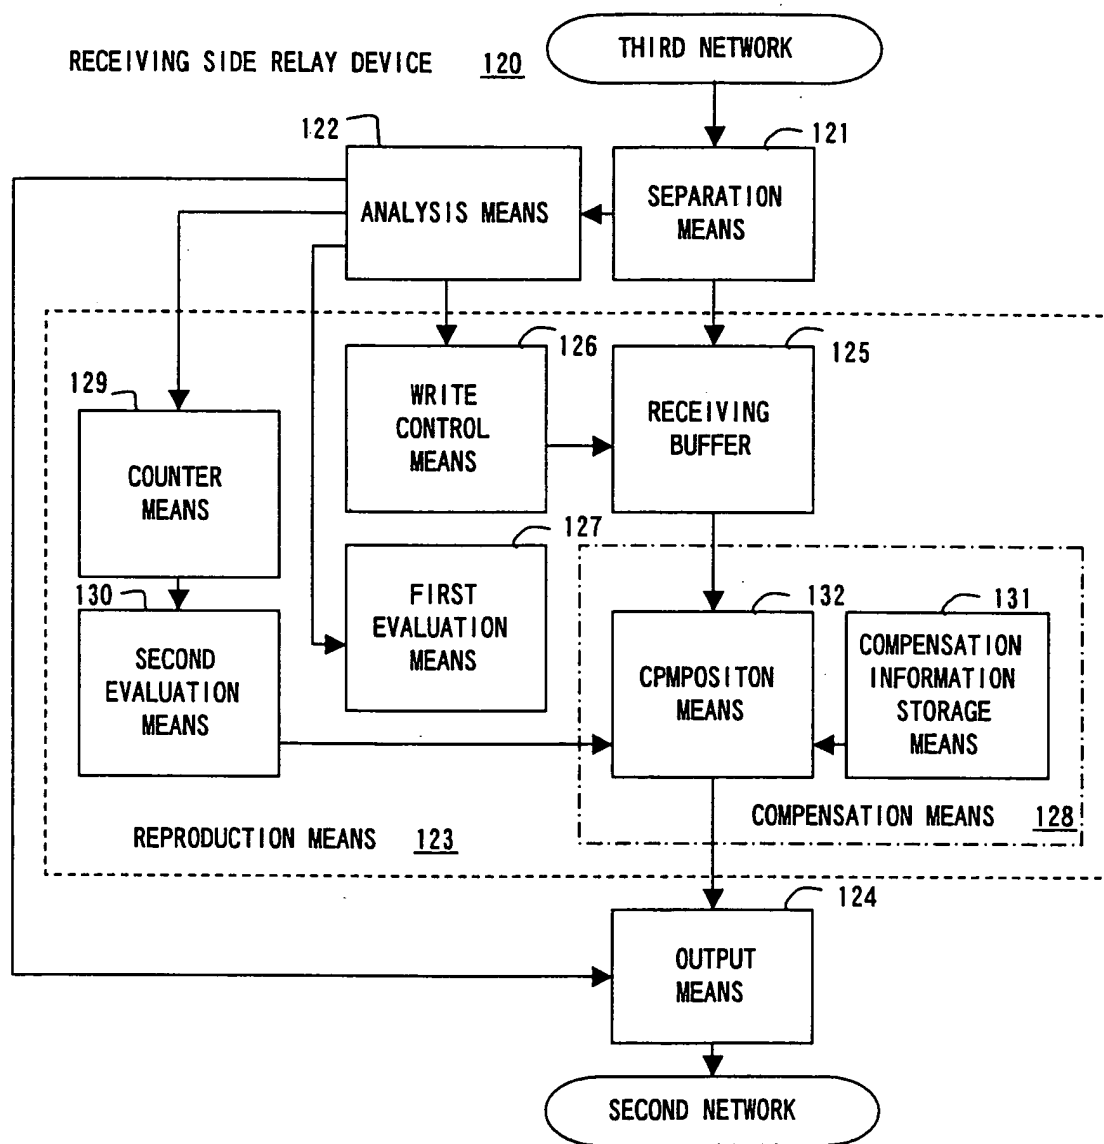 THIRD NETWORK
RECEIVING SIDE RELAY DEVICE 120
122
121
ANALYSIS MEANS
SEPARATION
MEANS
126
125
129
WRITE
CONTROL
MEANS
RECEIVING
BUFFER
COUNTER
MEANS
127
130
FIRST
EVALUATION
MEANS
132
131
SECOND
EVALUATION
MEANS
CPMPOSITON
MEANS
COMPENSATION
INFORMATION
STORAGE
MEANS
COMPENSATION MEANS 128
REPRODUCTION MEANS 123
124
OUTPUT
MEANS
SECOND NETWORK